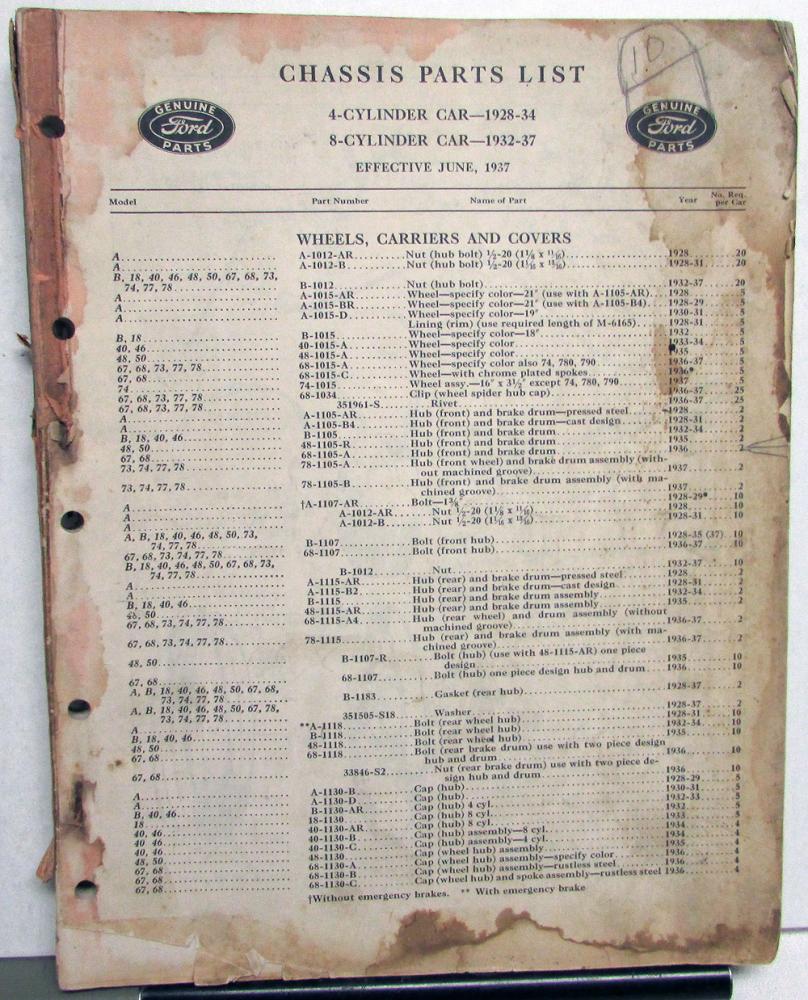 CHASSIS PARTS LIST
10
GENUINE Ford PARTS
4-CYLINDER CAR—1928-34
GENUINE Ford PARTS
8-CYLINDER CAR—1932-37
EFFECTIVE JUNE, 1937
Model Part Number Name of Part Year No. Req. per Car
WHEELS, CARRIERS AND COVERS
A A-1012-AR Nut (hub bolt) ½-20 (1⅛ x 11/16) 1928 20
A A-1012-B Nut (hub bolt) ½-20 1928-31 20
B, 18, 40, 46, 48, 50, 67, 68, 73,
74, 77, 78 B-1012 Nut (hub bolt) 1932-37 20
A A-1015-AR Wheel—specify color—21" (use with A-1105-AR) 1928 5
A A-1015-BR Wheel—specify color—21" (use with A-1105-B4) 1928-29 5
A A-1015-D Wheel—specify color—19" 1930-31 5
Lining (rim) (use required length of M-6165) 1928-31 5
B, 18 B-1015 Wheel—specify color—18" 1932 5
40, 46 40-1015-A Wheel—specify color 1933-34 5
48, 50 48-1015-A Wheel—specify color 1935 5
67, 68, 73, 77, 78 68-1015-A Wheel—specify color also 74, 780, 790 1936-37 5
67, 68 68-1015-C Wheel—with chrome plated spokes 1936* 5
74 74-1015 Wheel assy.—16" x 3½" except 74, 780, 790 1937 5
67, 68, 73, 77, 78 68-1034 Clip (wheel spider hub cap) 1936-37 25
67, 68, 73, 77, 78 351961-S Rivet 1936-37 25
A A-1105-AR Hub (front) and brake drum—pressed steel 1928 2
A A-1105-B4 Hub (front) and brake drum—cast design 1928-31 2
B, 18, 40, 46 B-1105 Hub (front) and brake drum 1932-34 2
48, 50 48-1105-R Hub (front) and brake drum 1935 2
67, 68 68-1105-A Hub (front) and brake drum 1936 2
73, 74, 77, 78 78-1105-A Hub (front wheel) and brake drum assembly (with-
out machined groove) 1937 2
73, 74, 77, 78 78-1105-B Hub (front) and brake drum assembly (with ma-
chined groove) 1937 2
A †A-1107-AR Bolt 1928-29* 10
A A-1012-AR Nut ½-20 (1⅛ x 11/16) 1928 10
A A-1012-B Nut ½-20 1928-31 10
A, B, 18, 40, 46, 48, 50, 73,
74, 77, 78 B-1107 Bolt (front hub) 1928-35 (37) 10
67, 68, 73, 74, 77, 78 68-1107 Bolt (front hub) 1936-37 10
B, 18, 40, 46, 48, 50, 67, 68, 73,
74, 77, 78 B-1012 Nut 1932-37 10
A A-1115-AR Hub (rear) and brake drum—pressed steel 1928 2
A A-1115-B2 Hub (rear) and brake drum—cast design 1928-31 2
B, 18, 40, 46 B-1115 Hub (rear) and brake drum assembly 1932-34 2
48, 50 48-1115-AR Hub (rear) and brake drum assembly 1935 2
67, 68, 73, 74, 77, 78 68-1115-A4 Hub (rear wheel) and drum assembly (without
machined groove) 1936-37 2
67, 68, 73, 74, 77, 78 78-1115 Hub (rear) and brake drum assembly (with ma-
chined groove) 1936-37 2
48, 50 B-1107-R Bolt (hub) (use with 48-1115-AR) one piece
design 1935 10
67, 68 68-1107 Bolt (hub) one piece design hub and drum 1936 10
A, B, 18, 40, 46, 48, 50, 67, 68,
73, 74, 77, 78 B-1183 Gasket (rear hub) 1928-37 2
A, B, 18, 40, 46, 48, 50, 67, 78,
73, 74, 77, 78 351505-S18 Washer 1928-37 2
A **A-1118 Bolt (rear wheel hub) 1928-31 10
B, 18, 40, 46 B-1118 Bolt (rear wheel hub) 1932-34 10
48, 50 48-1118 Bolt (rear wheel hub) 1935 10
67, 68 68-1118 Bolt (rear brake drum) use with two piece design
hub and drum 1936 10
67, 68 33846-S2 Nut (rear brake drum) use with two piece de-
sign hub and drum 1936 10
A A-1130-B Cap (hub) 1928-29 5
A A-1130-D Cap (hub) 1930-31 5
B, 40, 46 B-1130-AR Cap (hub) 4 cyl. 1932-33 5
18 18-1130 Cap (hub) 8 cyl. 1932 5
40, 46 40-1130-AR Cap (hub) 8 cyl. 1933 5
40, 46 40-1130-B Cap (hub) assembly—8 cyl. 1934 4
40, 46 40-1130-C Cap (hub) assembly—4 cyl. 1934 4
48, 50 48-1130 Cap (wheel hub) assembly 1935 4
67, 68 68-1130-A Cap (wheel hub) assembly—specify color 1936 4
67, 68 68-1130-B Cap (wheel hub) assembly—rustless steel 1936 4
67, 68 68-1130-C Cap (wheel hub) and spoke assembly—rustless steel 1936 4
†Without emergency brakes. ** With emergency brake